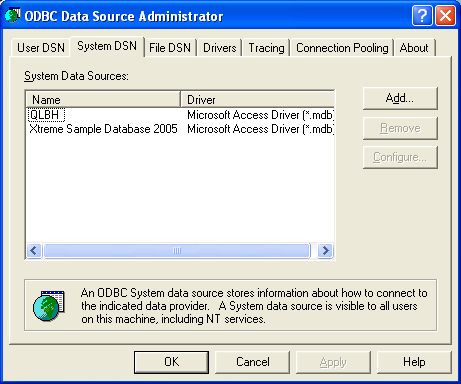 ODBC Data Source Administrator
User DSN System DSN File DSN Drivers Tracing Connection Pooling About
System Data Sources:
Name Driver
QLBH Microsoft Access Driver (*.mdb)
Xtreme Sample Database 2005 Microsoft Access Driver (*.mdb)
Add...
Remove
Configure...
An ODBC System data source stores information about how to connect to
the indicated data provider. A System data source is visible to all users
on this machine, including NT services.
OK Cancel Apply Help